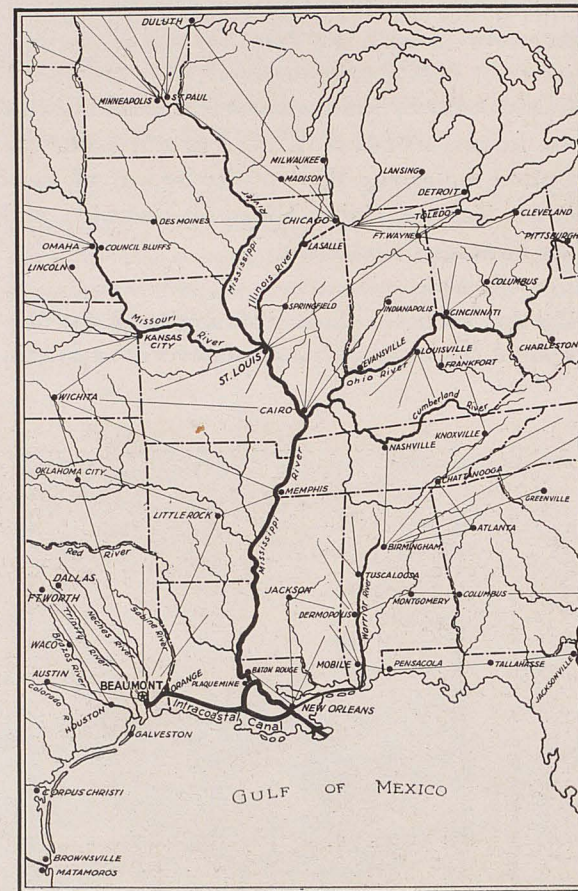 DULUTH
MINNEAPOLIS
ST. PAUL
MILWAUKEE
MADISON
LANSING
DETROIT
CHICAGO
TOLEDO
CLEVELAND
DES MOINES
FT. WAYNE
PITTSBURGH
OMAHA
COUNCIL BLUFFS
LASALLE
LINCOLN
Mississippi
River
Illinois River
COLUMBUS
SPRINGFIELD
INDIANAPOLIS
CINCINNATI
Missouri
River
KANSAS
CITY
CHARLESTON
ST. LOUIS
EVANSVILLE
LOUISVILLE
FRANKFORT
Ohio River
WICHITA
CAIRO
Cumberland River
KNOXVILLE
NASHVILLE
OKLAHOMA CITY
CHATTANOOGA
MEMPHIS
GREENVILLE
LITTLE ROCK
Mississippi
River
ATLANTA
Red River
BIRMINGHAM
DALLAS
FT. WORTH
TUSCALOOSA
JACKSON
MONTGOMERY
COLUMBUS
DERMOPOLIS
Warrior River
Trinity River
Neches River
Sabine River
Brazos River
WACO
AUSTIN
Colorado R.
BATON ROUGE
MOBILE
PENSACOLA
TALLAHASSE
JACKSONVILLE
BEAUMONT
ORANGE
PLAQUEMINE
HOUSTON
Intracoastal Canal
NEW ORLEANS
GALVESTON
GULF OF MEXICO
CORPUS CHRISTI
BROWNSVILLE
MATAMOROS